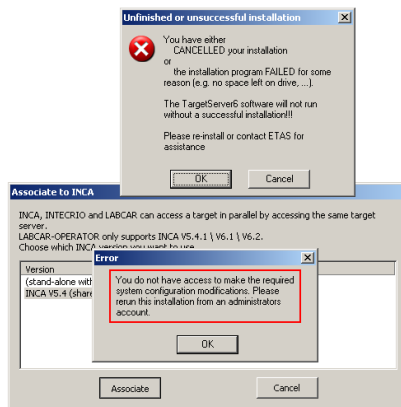 Unfinished or unsuccessful installation
You have either
CANCELLED your installation
or
the installation program FAILED for some
reason (e.g. no space left on drive, ...).
The TargetServer6 software will not run
without a successful installation!!!
Please re-install or contact ETAS for
assistance
OK
Cancel
Associate to INCA
INCA, INTECRIO and LABCAR can access a target in parallel by accessing the same target
server.
LABCAR-OPERATOR only supports INCA V5.4.1 \ V6.1 \ V6.2.
Choose which INCA version you want to use
Version
(stand-alone with
INCA V5.4 (share
Error
You do not have access to make the required
system configuration modifications. Please
rerun this installation from an administrators
account.
OK
Associate
Cancel